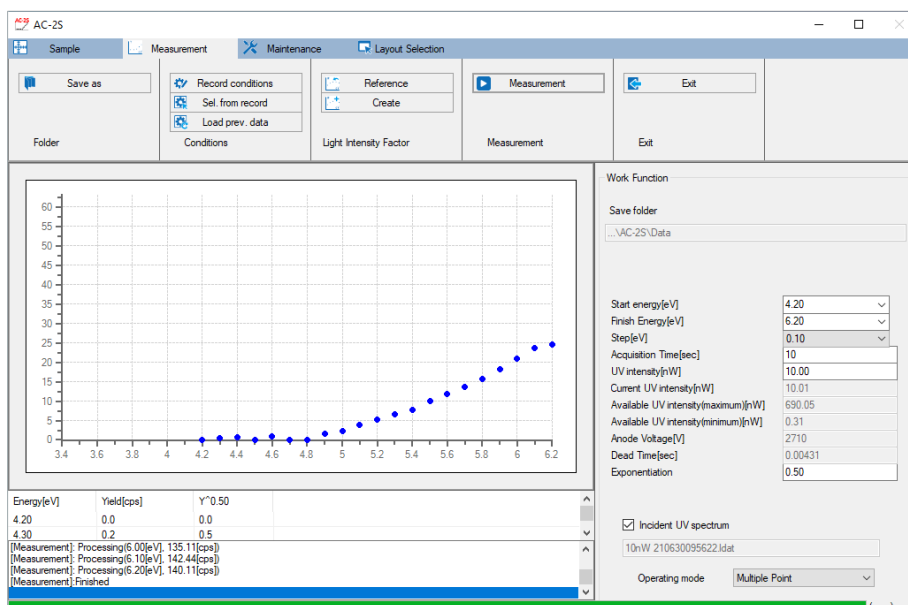 AC-2S AC-2S
Sample Measurement Maintenance Layout Selection
Save as Record conditions Reference Measurement Exit
Sel. from record Create
Load prev. data
Folder Conditions Light Intensity Factor Measurement Exit
Work Function
Save folder
...\AC-2S\Data
60
55
50
45
40
35
30
25
20
15
10
5
0
3.4 3.6 3.8 4 4.2 4.4 4.6 4.8 5 5.2 5.4 5.6 5.8 6 6.2
Start energy[eV] 4.20
Finish Energy[eV] 6.20
Step[eV] 0.10
Acquisition Time[sec] 10
UV intensity[nW] 10.00
Current UV intensity[nW] 10.01
Available UV intensity(maximum)[nW] 690.05
Available UV intensity(minimum)[nW] 0.31
Anode Voltage[V] 2710
Dead Time[sec] 0.00431
Exponentiation 0.50
Energy[eV] Yield[cps] Y^0.50
4.20 0.0 0.0
4.30 0.2 0.5
[Measurement]: Processing(6.00[eV], 135.11[cps])
[Measurement]: Processing(6.10[eV], 142.44[cps])
[Measurement]: Processing(6.20[eV], 140.11[cps])
[Measurement]:Finished
Incident UV spectrum
10nW 210630095622.ldat
Operating mode Multiple Point